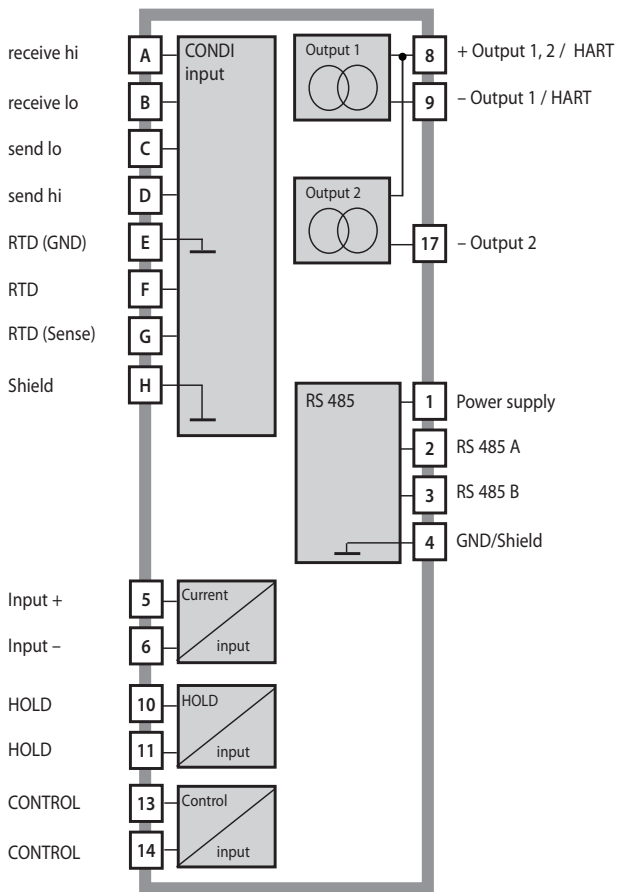 receive hi
A
CONDI
input
receive lo
B
send lo
C
send hi
D
RTD (GND)
E
RTD
F
RTD (Sense)
G
Shield
H
Output 1
8
+ Output 1, 2 / HART
9
– Output 1 / HART
Output 2
17
– Output 2
RS 485
1
Power supply
2
RS 485 A
3
RS 485 B
4
GND/Shield
Input +
5
Current
Input –
6
input
HOLD
10
HOLD
HOLD
11
input
CONTROL
13
Control
CONTROL
14
input